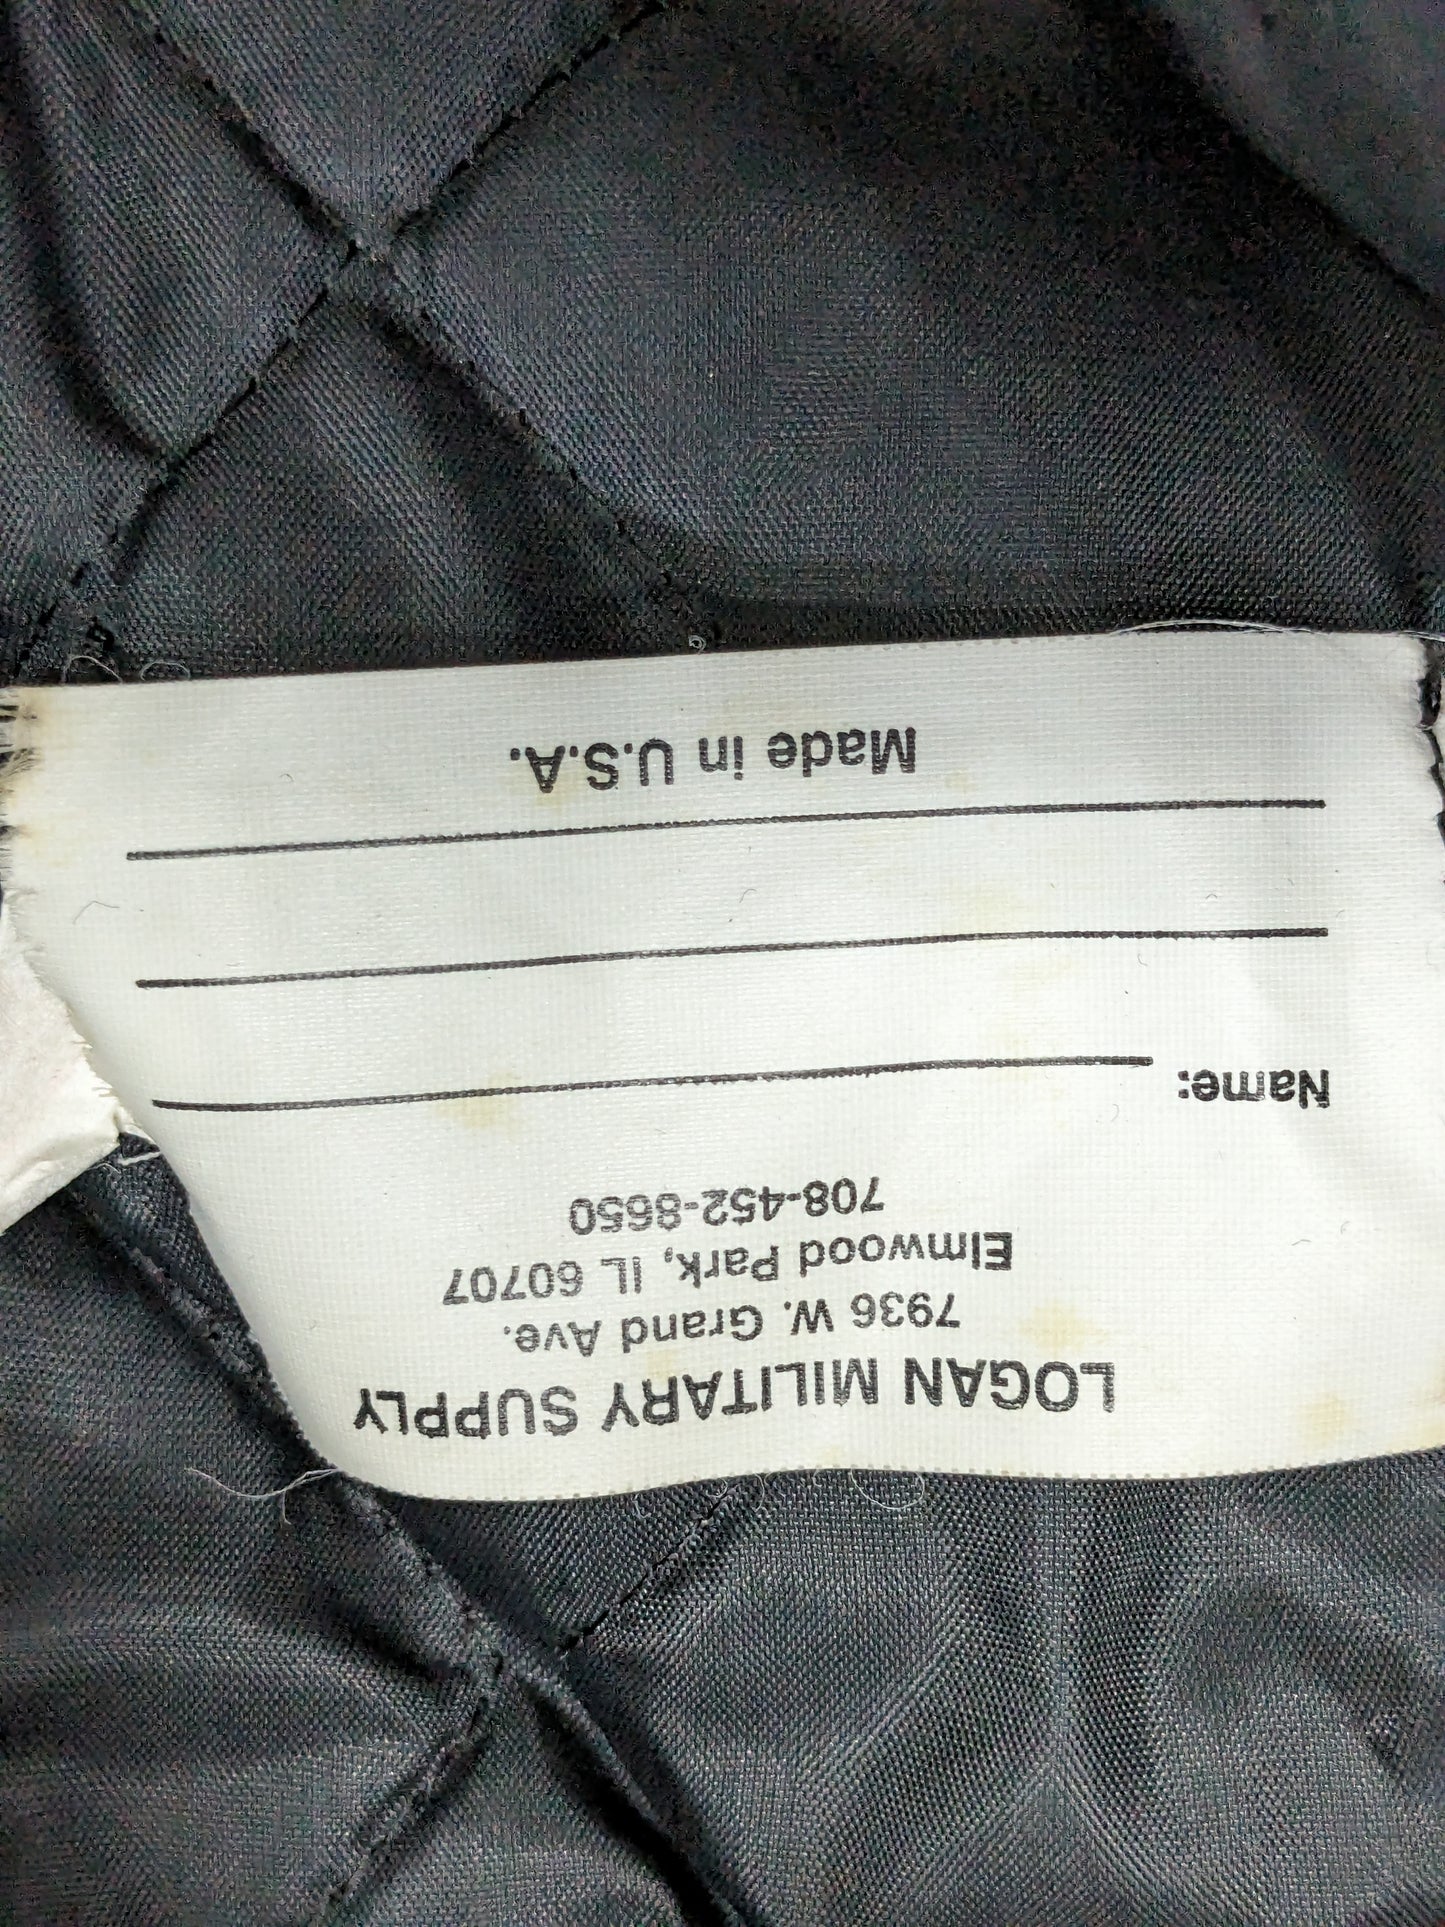 LOGAN MILITARY SUPPLY
7936 W. Grand Ave.
Elmwood Park, IL 60707
708-452-8650
Name:
Made in U.S.A.